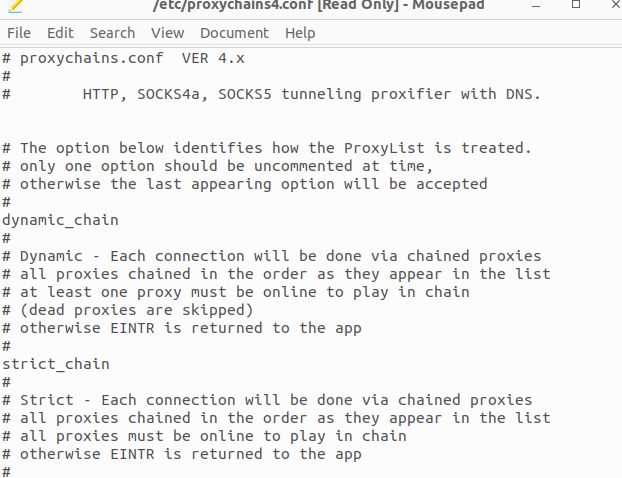 /etc/proxychains4.conf [Read Only] - Mousepad
File Edit Search View Document Help
# proxychains.conf  VER 4.x
#
#        HTTP, SOCKS4a, SOCKS5 tunneling proxifier with DNS.
# The option below identifies how the ProxyList is treated.
# only one option should be uncommented at time,
# otherwise the last appearing option will be accepted
#
dynamic_chain
#
# Dynamic - Each connection will be done via chained proxies
# all proxies chained in the order as they appear in the list
# at least one proxy must be online to play in chain
# (dead proxies are skipped)
# otherwise EINTR is returned to the app
#
strict_chain
#
# Strict - Each connection will be done via chained proxies
# all proxies chained in the order as they appear in the list
# all proxies must be online to play in chain
# otherwise EINTR is returned to the app
#